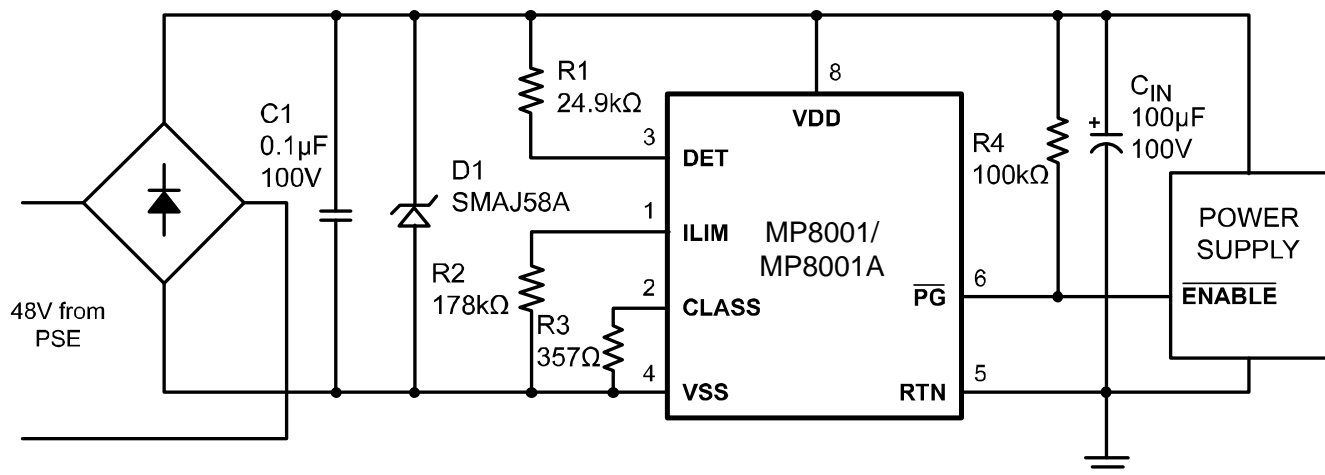 R1
24.9kΩ
C1
0.1µF
100V
D1
SMAJ58A
R2
178kΩ
R3
357Ω
48V from
PSE
3
1
2
4
8
VDD
DET
ILIM
CLASS
VSS
MP8001/
MP8001A
PG
RTN
6
5
R4
100kΩ
CIN
+
100µF
100V
POWER
SUPPLY
ENABLE